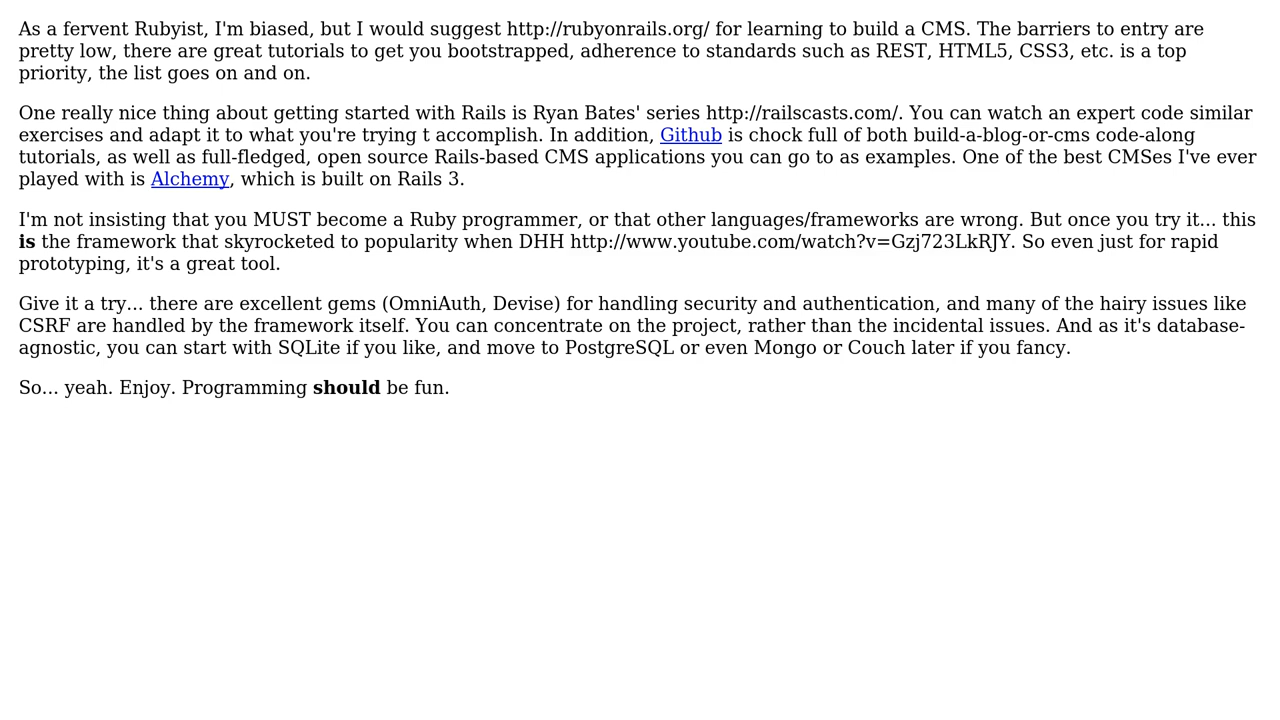 As a fervent Rubyist, I'm biased, but I would suggest http://rubyonrails.org/ for learning to build a CMS. The barriers to entry are
pretty low, there are great tutorials to get you bootstrapped, adherence to standards such as REST, HTML5, CSS3, etc. is a top
priority, the list goes on and on.
One really nice thing about getting started with Rails is Ryan Bates' series http://railscasts.com/. You can watch an expert code similar
exercises and adapt it to what you're trying t accomplish. In addition, Github is chock full of both build-a-blog-or-cms code-along
tutorials, as well as full-fledged, open source Rails-based CMS applications you can go to as examples. One of the best CMSes I've ever
played with is Alchemy, which is built on Rails 3.
I'm not insisting that you MUST become a Ruby programmer, or that other languages/frameworks are wrong. But once you try it... this
is the framework that skyrocketed to popularity when DHH http://www.youtube.com/watch?v=Gzj723LkRJY. So even just for rapid
prototyping, it's a great tool.
Give it a try... there are excellent gems (OmniAuth, Devise) for handling security and authentication, and many of the hairy issues like
CSRF are handled by the framework itself. You can concentrate on the project, rather than the incidental issues. And as it's database-
agnostic, you can start with SQLite if you like, and move to PostgreSQL or even Mongo or Couch later if you fancy.
So... yeah. Enjoy. Programming should be fun.